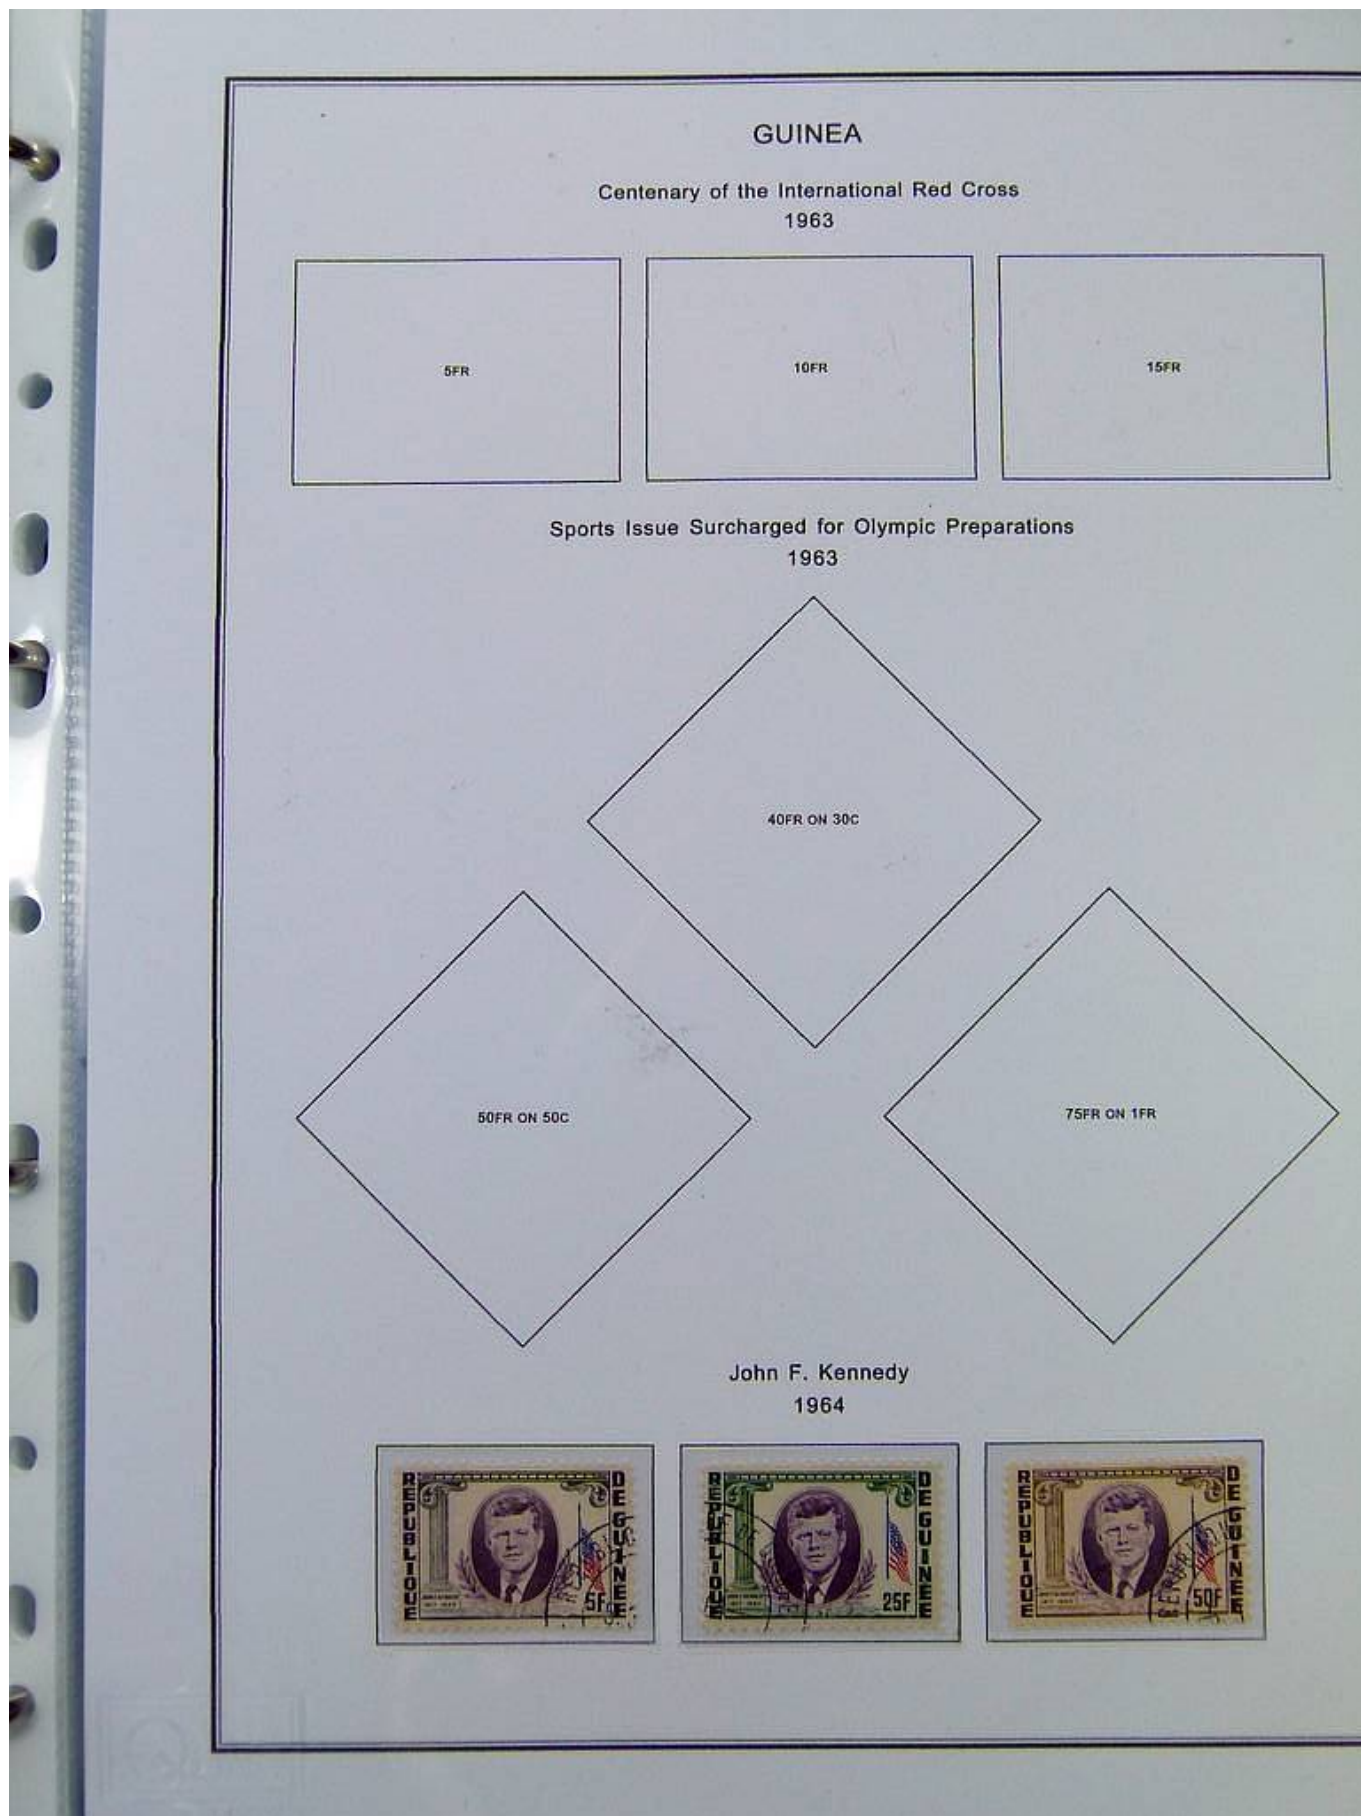 GUINEA
Centenary of the International Red Cross
1963
5FR
10FR
15FR
Sports Issue Surcharged for Olympic Preparations
1963
40FR ON 30C
50FR ON 50C
75FR ON 1FR
John F. Kennedy
1964
REPUBLIQUE
DE GUINEE
5F
REPUBLIQUE
DE GUINEE
25F
REPUBLIQUE
DE GUINEE
50F